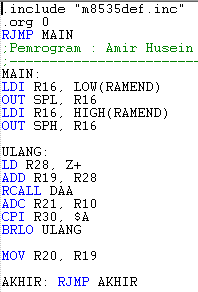 include "m8535def.inc"
.org 0
RJMP MAIN
;Pemrogram : Amir Husein
;------------------------
MAIN:
LDI R16, LOW(RAMEND)
OUT SPL, R16
LDI R16, HIGH(RAMEND)
OUT SPH, R16
ULANG:
LD R28, Z+
ADD R19, R28
RCALL DAA
ADC R21, R10
CPI R30, $A
BRLO ULANG
MOV R20, R19
AKHIR: RJMP AKHIR